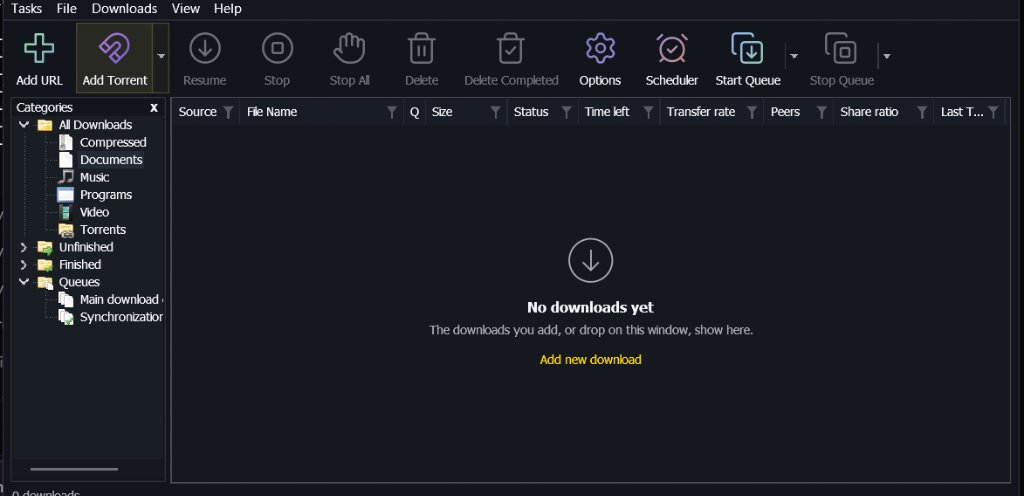 Tasks File Downloads View Help
Add URL Add Torrent Resume Stop Stop All Delete Delete Completed Options Scheduler Start Queue Stop Queue
Categories X
Source File Name Q Size Status Time left Transfer rate Peers Share ratio Last T...
All Downloads
Compressed
Documents
Music
Programs
Video
Torrents
Unfinished
Finished
Queues
Main download
Synchronization
No downloads yet
The downloads you add, or drop on this window, show here.
Add new download
0 downloads